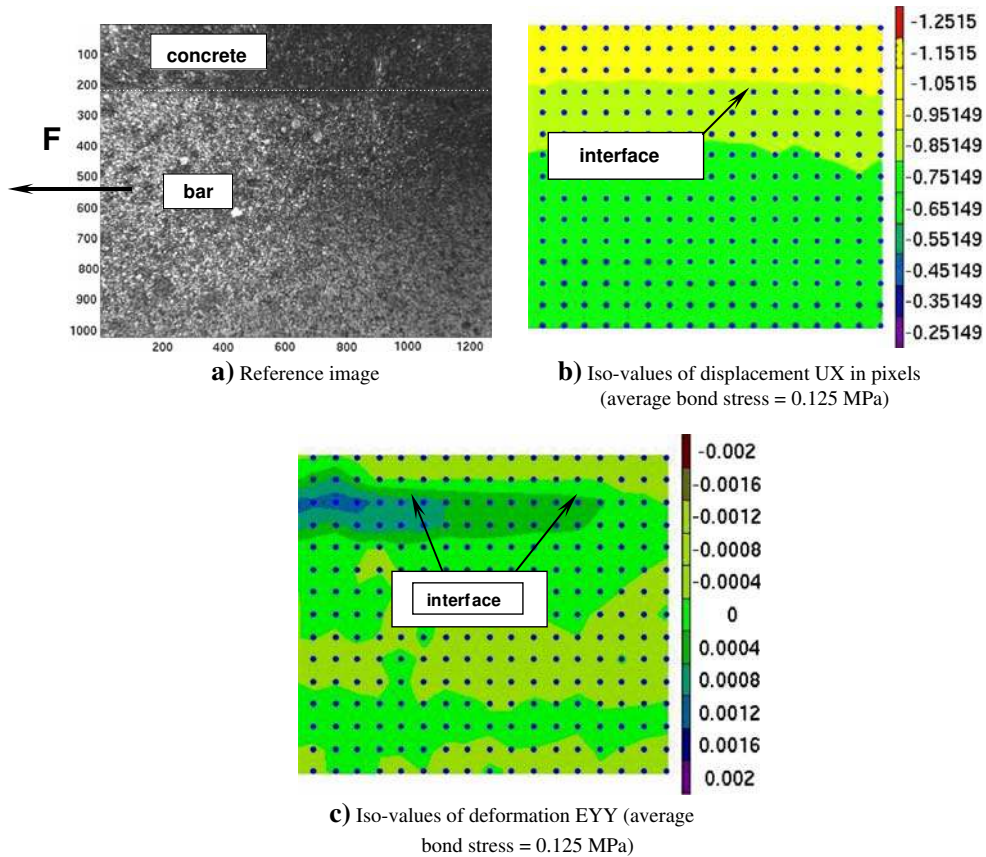 concrete
100
200
300
F
400
500
bar
600
700
800
900
1000
200 400 600 800 1000 1200
a) Reference image
interface
-1.2515
-1.1515
-1.0515
-0.95149
-0.85149
-0.75149
-0.65149
-0.55149
-0.45149
-0.35149
-0.25149
b) Iso-values of displacement UX in pixels
(average bond stress = 0.125 MPa)
interface
-0.002
-0.0016
-0.0012
-0.0008
-0.0004
0
0.0004
0.0008
0.0012
0.0016
0.002
c) Iso-values of deformation EYY (average
bond stress = 0.125 MPa)